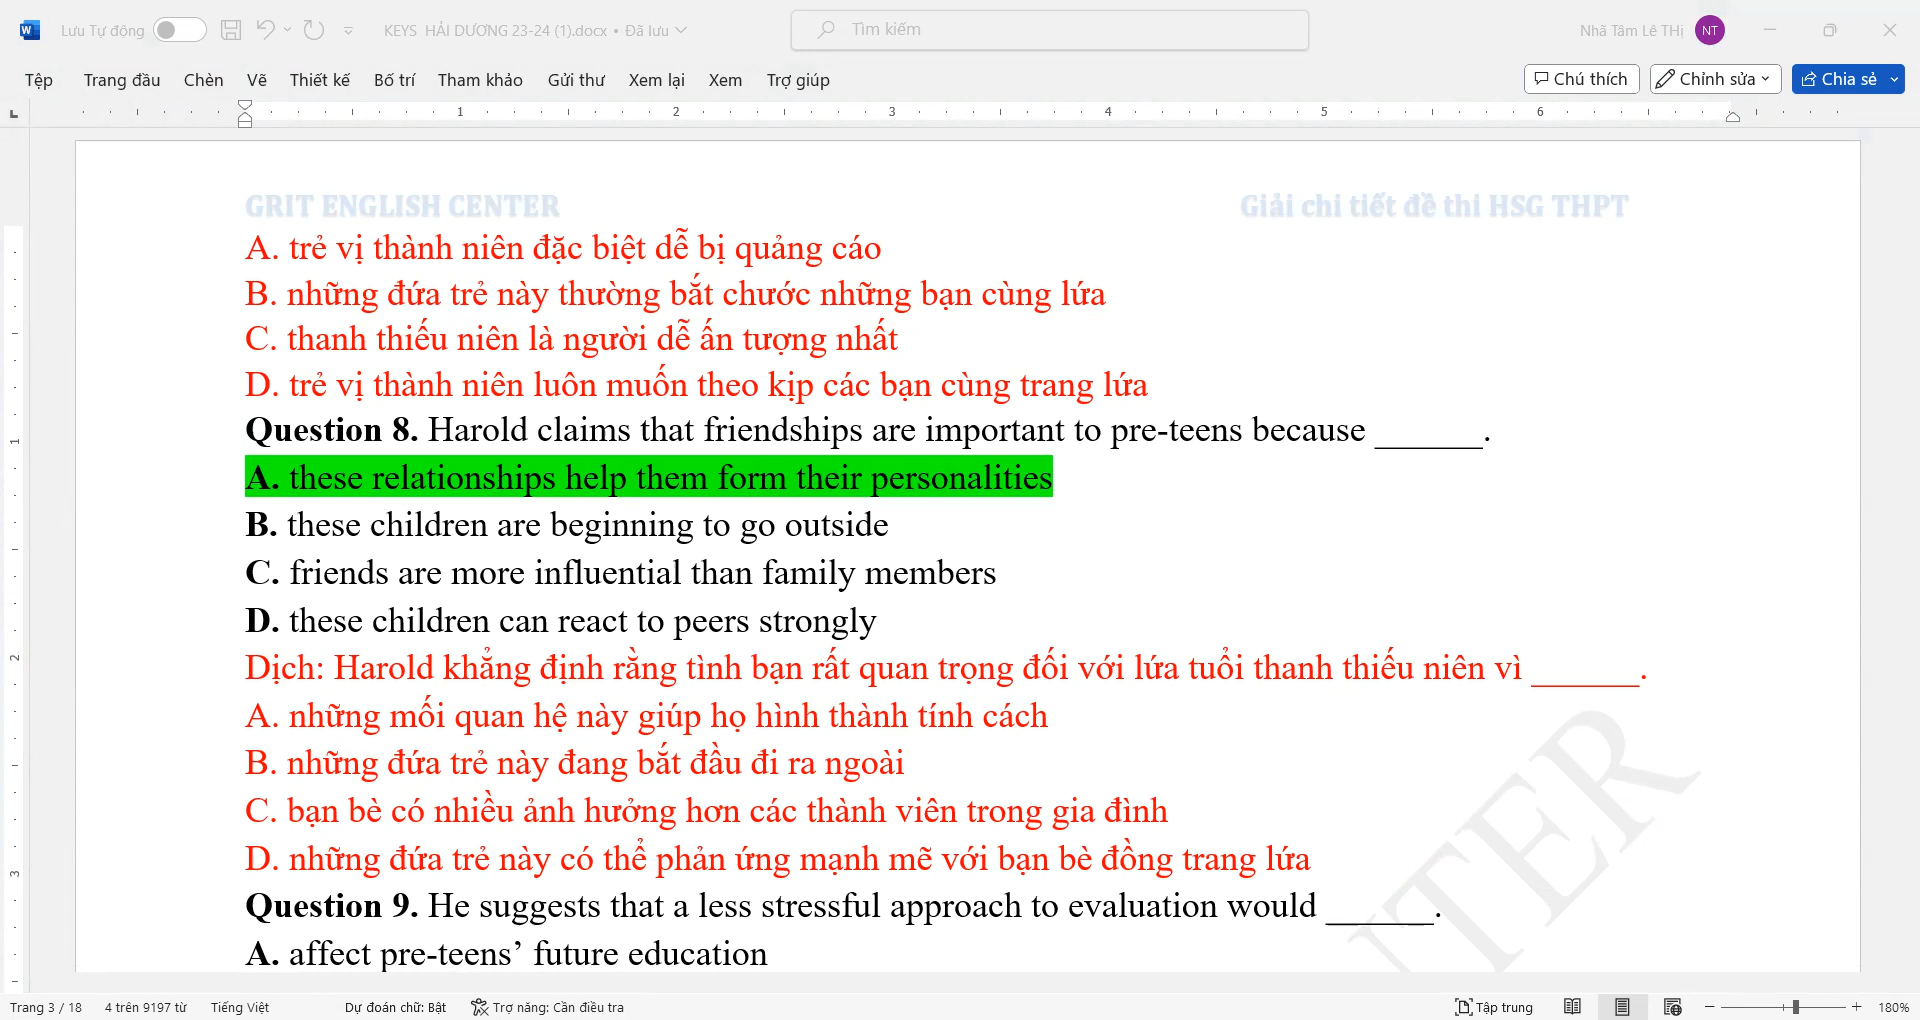 Lưu Tự động
KEYS HẢI DƯƠNG 23-24 (1).docx • Đã lưu
Tìm kiếm
Nhã Tâm Lê THị
NT
Tệp Trang đầu Chèn Vẽ Thiết kế Bố trí Tham khảo Gửi thư Xem lại Xem Trợ giúp
Chú thích
Chỉnh sửa
Chia sẻ
1 2 3 4 5 6
GRIT ENGLISH CENTER
Giải chi tiết đề thi HSG THPT
A. trẻ vị thành niên đặc biệt dễ bị quảng cáo
B. những đứa trẻ này thường bắt chước những bạn cùng lứa
C. thanh thiếu niên là người dễ ấn tượng nhất
D. trẻ vị thành niên luôn muốn theo kịp các bạn cùng trang lứa
Question 8. Harold claims that friendships are important to pre-teens because ______.
A. these relationships help them form their personalities
B. these children are beginning to go outside
C. friends are more influential than family members
D. these children can react to peers strongly
Dịch: Harold khẳng định rằng tình bạn rất quan trọng đối với lứa tuổi thanh thiếu niên vì ______.
A. những mối quan hệ này giúp họ hình thành tính cách
B. những đứa trẻ này đang bắt đầu đi ra ngoài
C. bạn bè có nhiều ảnh hưởng hơn các thành viên trong gia đình
D. những đứa trẻ này có thể phản ứng mạnh mẽ với bạn bè đồng trang lứa
Question 9. He suggests that a less stressful approach to evaluation would ______.
A. affect pre-teens’ future education
NTER
1
2
3
Trang 3 / 18 4 trên 9197 từ Tiếng Việt Dự đoán chữ: Bật Trợ năng: Cần điều tra
Tập trung
180%